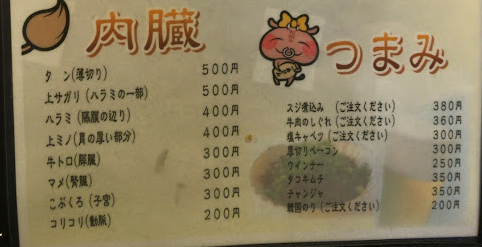 内臓
タン(薄切り) 500円
上サガリ(ハラミの一部) 500円
ハラミ(隔膜の辺り) 400円
上ミノ(頁の厚い部分) 400円
牛トロ(脾臓) 300円
マメ(腎臓) 300円
こぶくろ(子宮) 300円
コリコリ(動脈) 200円
つまみ
スジ煮込み (ご注文ください) 380円
牛肉のしぐれ(ご注文ください) 360円
塩キャベツ(ご注文ください) 300円
厚切りベーコン 300円
ウインナー 250円
タコキムチ 350円
チャンジャ 350円
韓国のり(ご注文ください) 200円